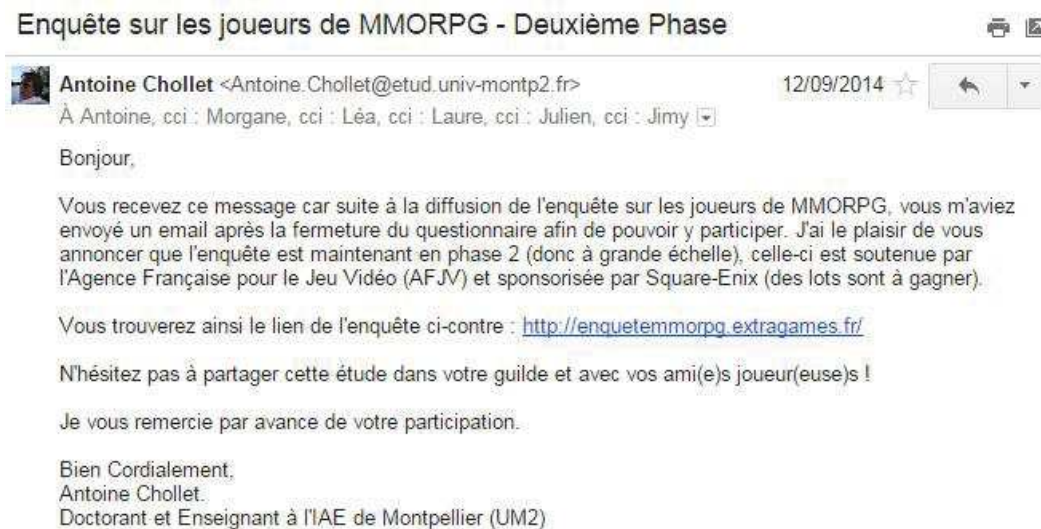 Enquête sur les joueurs de MMORPG - Deuxième Phase
Antoine Chollet <Antoine.Chollet@etud.univ-montp2.fr> 12/09/2014
À Antoine, cci : Morgane, cci : Léa, cci : Laure, cci : Julien, cci : Jimy
Bonjour,
Vous recevez ce message car suite à la diffusion de l'enquête sur les joueurs de MMORPG, vous m'aviez
envoyé un email après la fermeture du questionnaire afin de pouvoir y participer. J'ai le plaisir de vous
annoncer que l'enquête est maintenant en phase 2 (donc à grande échelle), celle-ci est soutenue par
l'Agence Française pour le Jeu Vidéo (AFJV) et sponsorisée par Square-Enix (des lots sont à gagner).
Vous trouverez ainsi le lien de l'enquête ci-contre : http://enquetemmorpg.extragames.fr/
N'hésitez pas à partager cette étude dans votre guilde et avec vos ami(e)s joueur(euse)s !
Je vous remercie par avance de votre participation.
Bien Cordialement,
Antoine Chollet.
Doctorant et Enseignant à l'IAE de Montpellier (UM2)